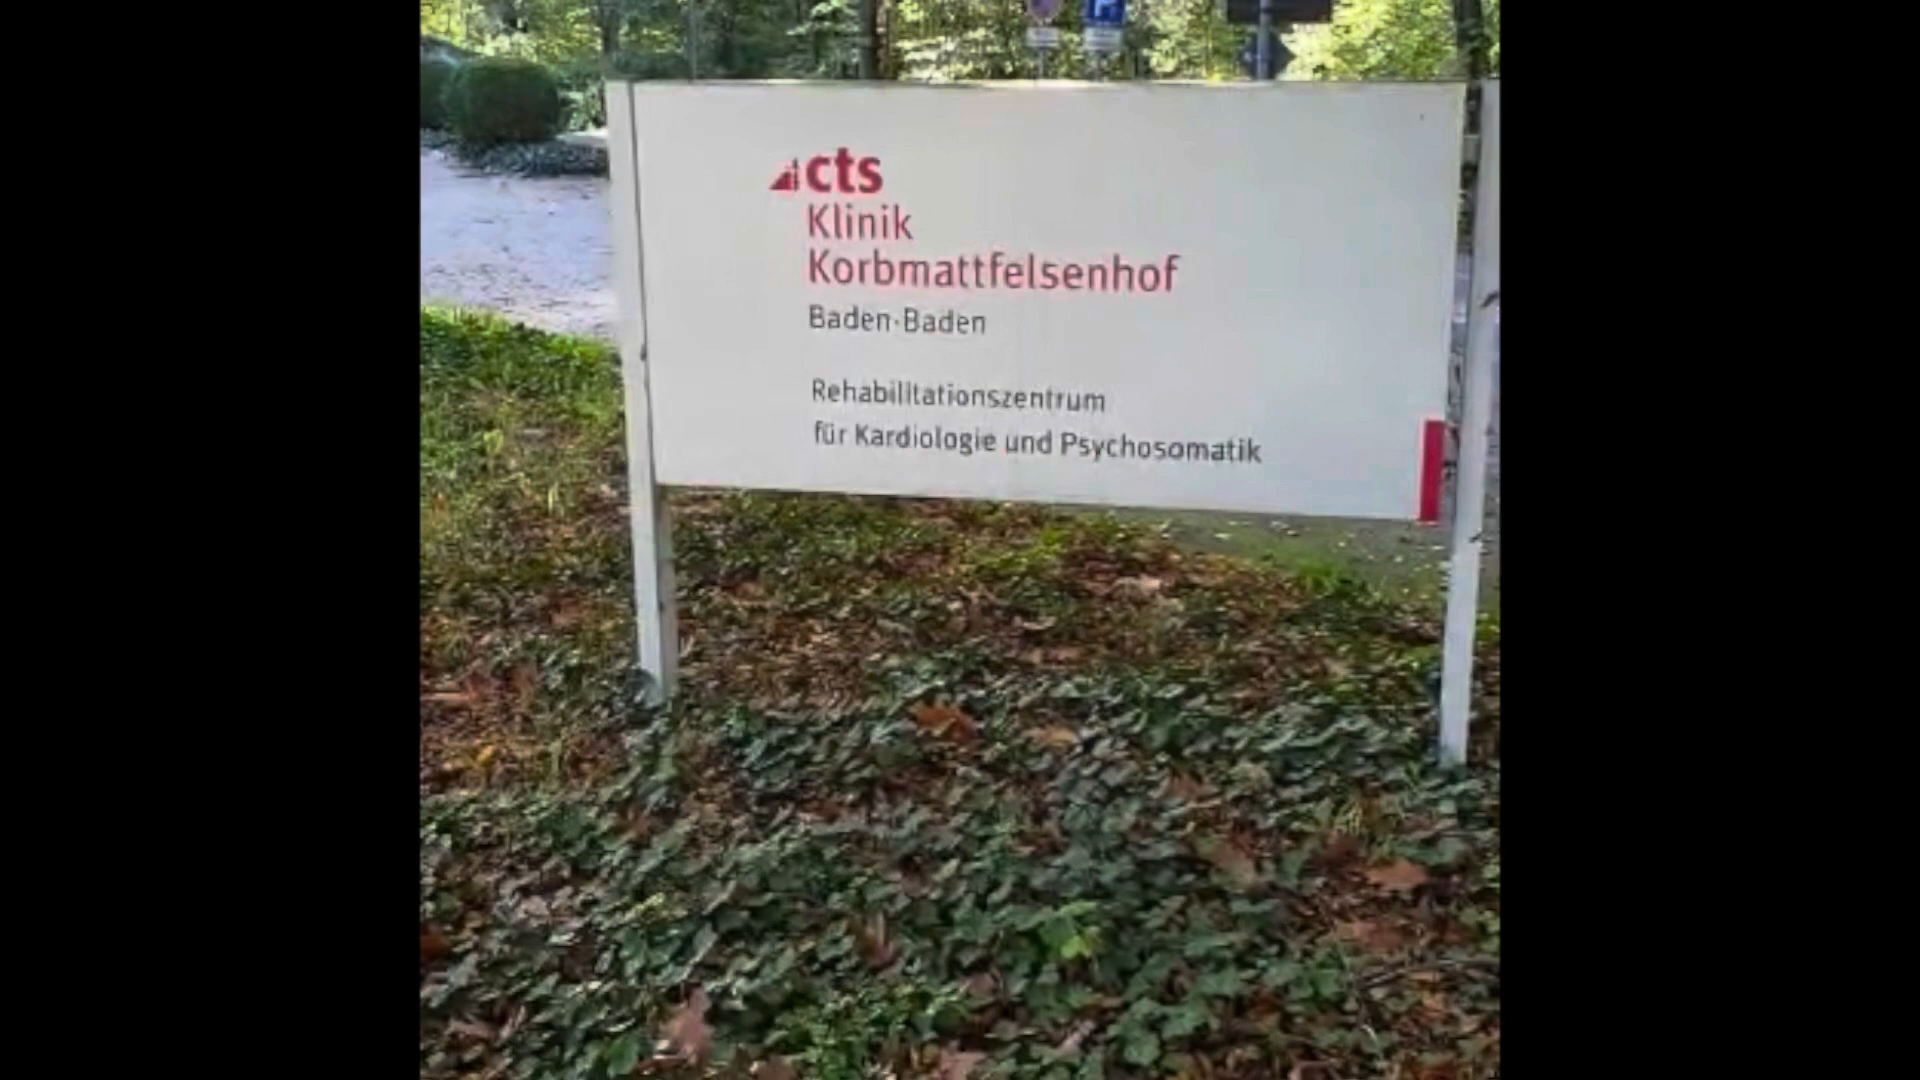 cts
Klinik
Korbmattfelsenhof
Baden-Baden
Rehabilitationszentrum
für Kardiologie und Psychosomatik